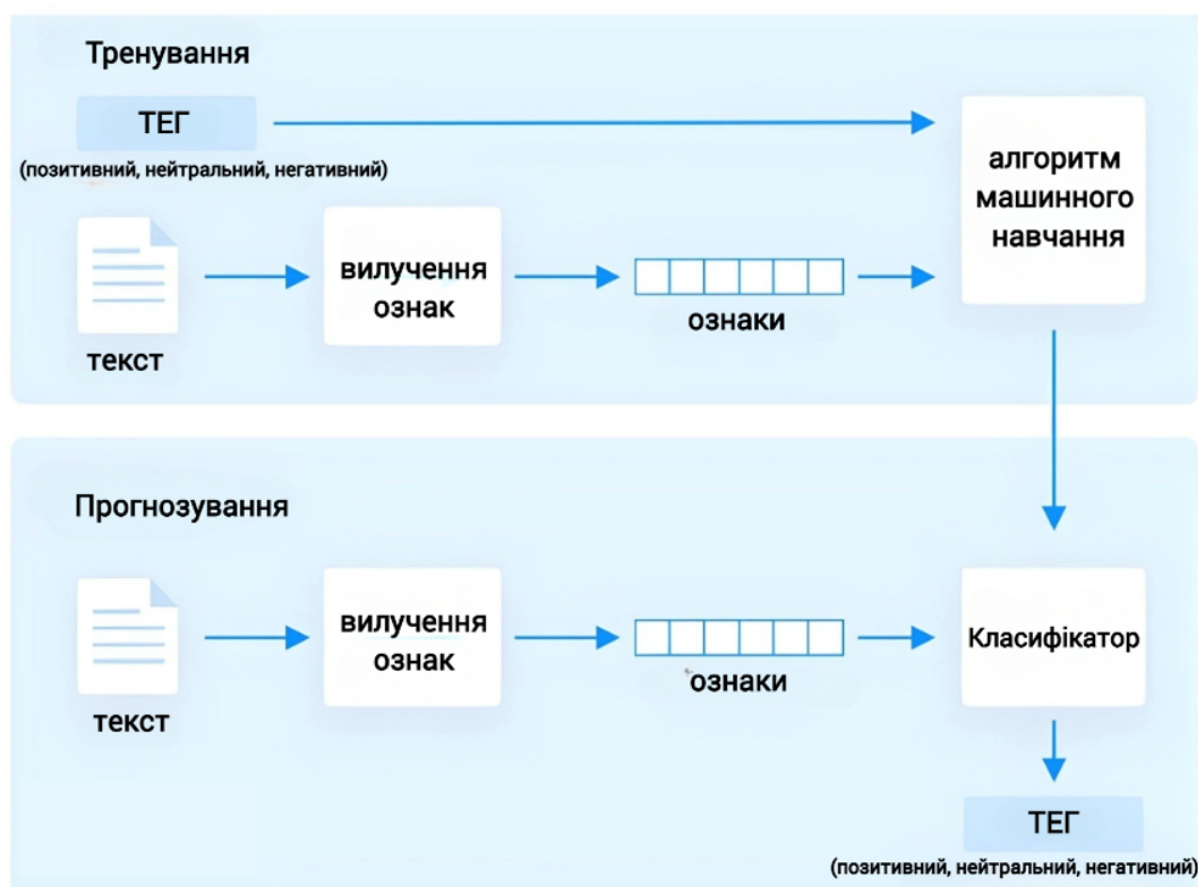 Тренування
ТЕГ
(позитивний, нейтральний, негативний)
алгоритм
машинного
навчання
текст
вилучення
ознак
ознаки
Прогнозування
текст
вилучення
ознак
ознаки
Класифікатор
ТЕГ
(позитивний, нейтральний, негативний)